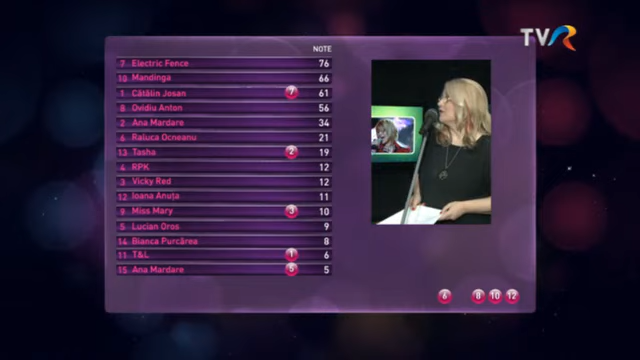 TVR
NOTE
7 Electric Fence 76
10 Mandinga 66
1 Cătălin Josan 7 61
8 Ovidiu Anton 56
2 Ana Mardare 34
6 Raluca Ocneanu 21
13 Tasha 2 19
4 RPK 12
3 Vicky Red 12
12 Ioana Anuța 11
9 Miss Mary 3 10
5 Lucian Oros 9
14 Bianca Purcărea 8
11 T&L 1 6
15 Ana Mardare 5 5
6 8 10 12